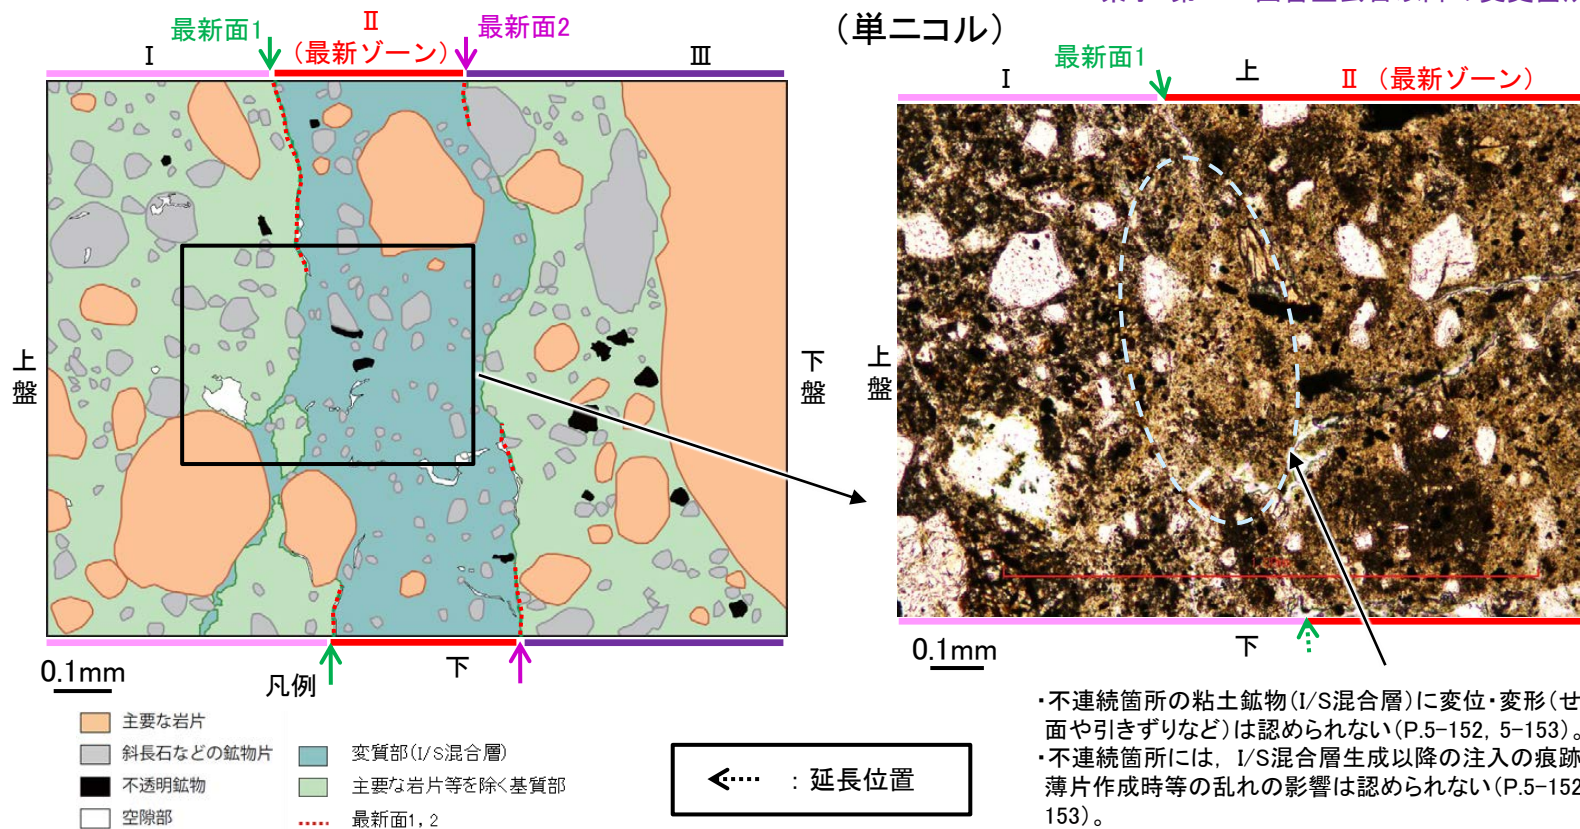 (単ニコル)
最新面1
Ⅱ
(最新ゾーン)
最新面2
Ⅰ
Ⅲ
上盤
下盤
0.1mm
下
凡例
主要な岩片
斜長石などの鉱物片
不透明鉱物
空隙部
変質部(I/S混合層)
主要な岩片等を除く基質部
最新面1, 2
最新面1
Ⅰ
上
Ⅱ (最新ゾーン)
上盤
0.1mm
下
: 延長位置
・不連続箇所の粘土鉱物(I/S混合層)に変位・変形(せ
面や引きずりなど)は認められない(P.5-152, 5-153)。
・不連続箇所には, I/S混合層生成以降の注入の痕跡
薄片作成時等の乱れの影響は認められない(P.5-152
153)。